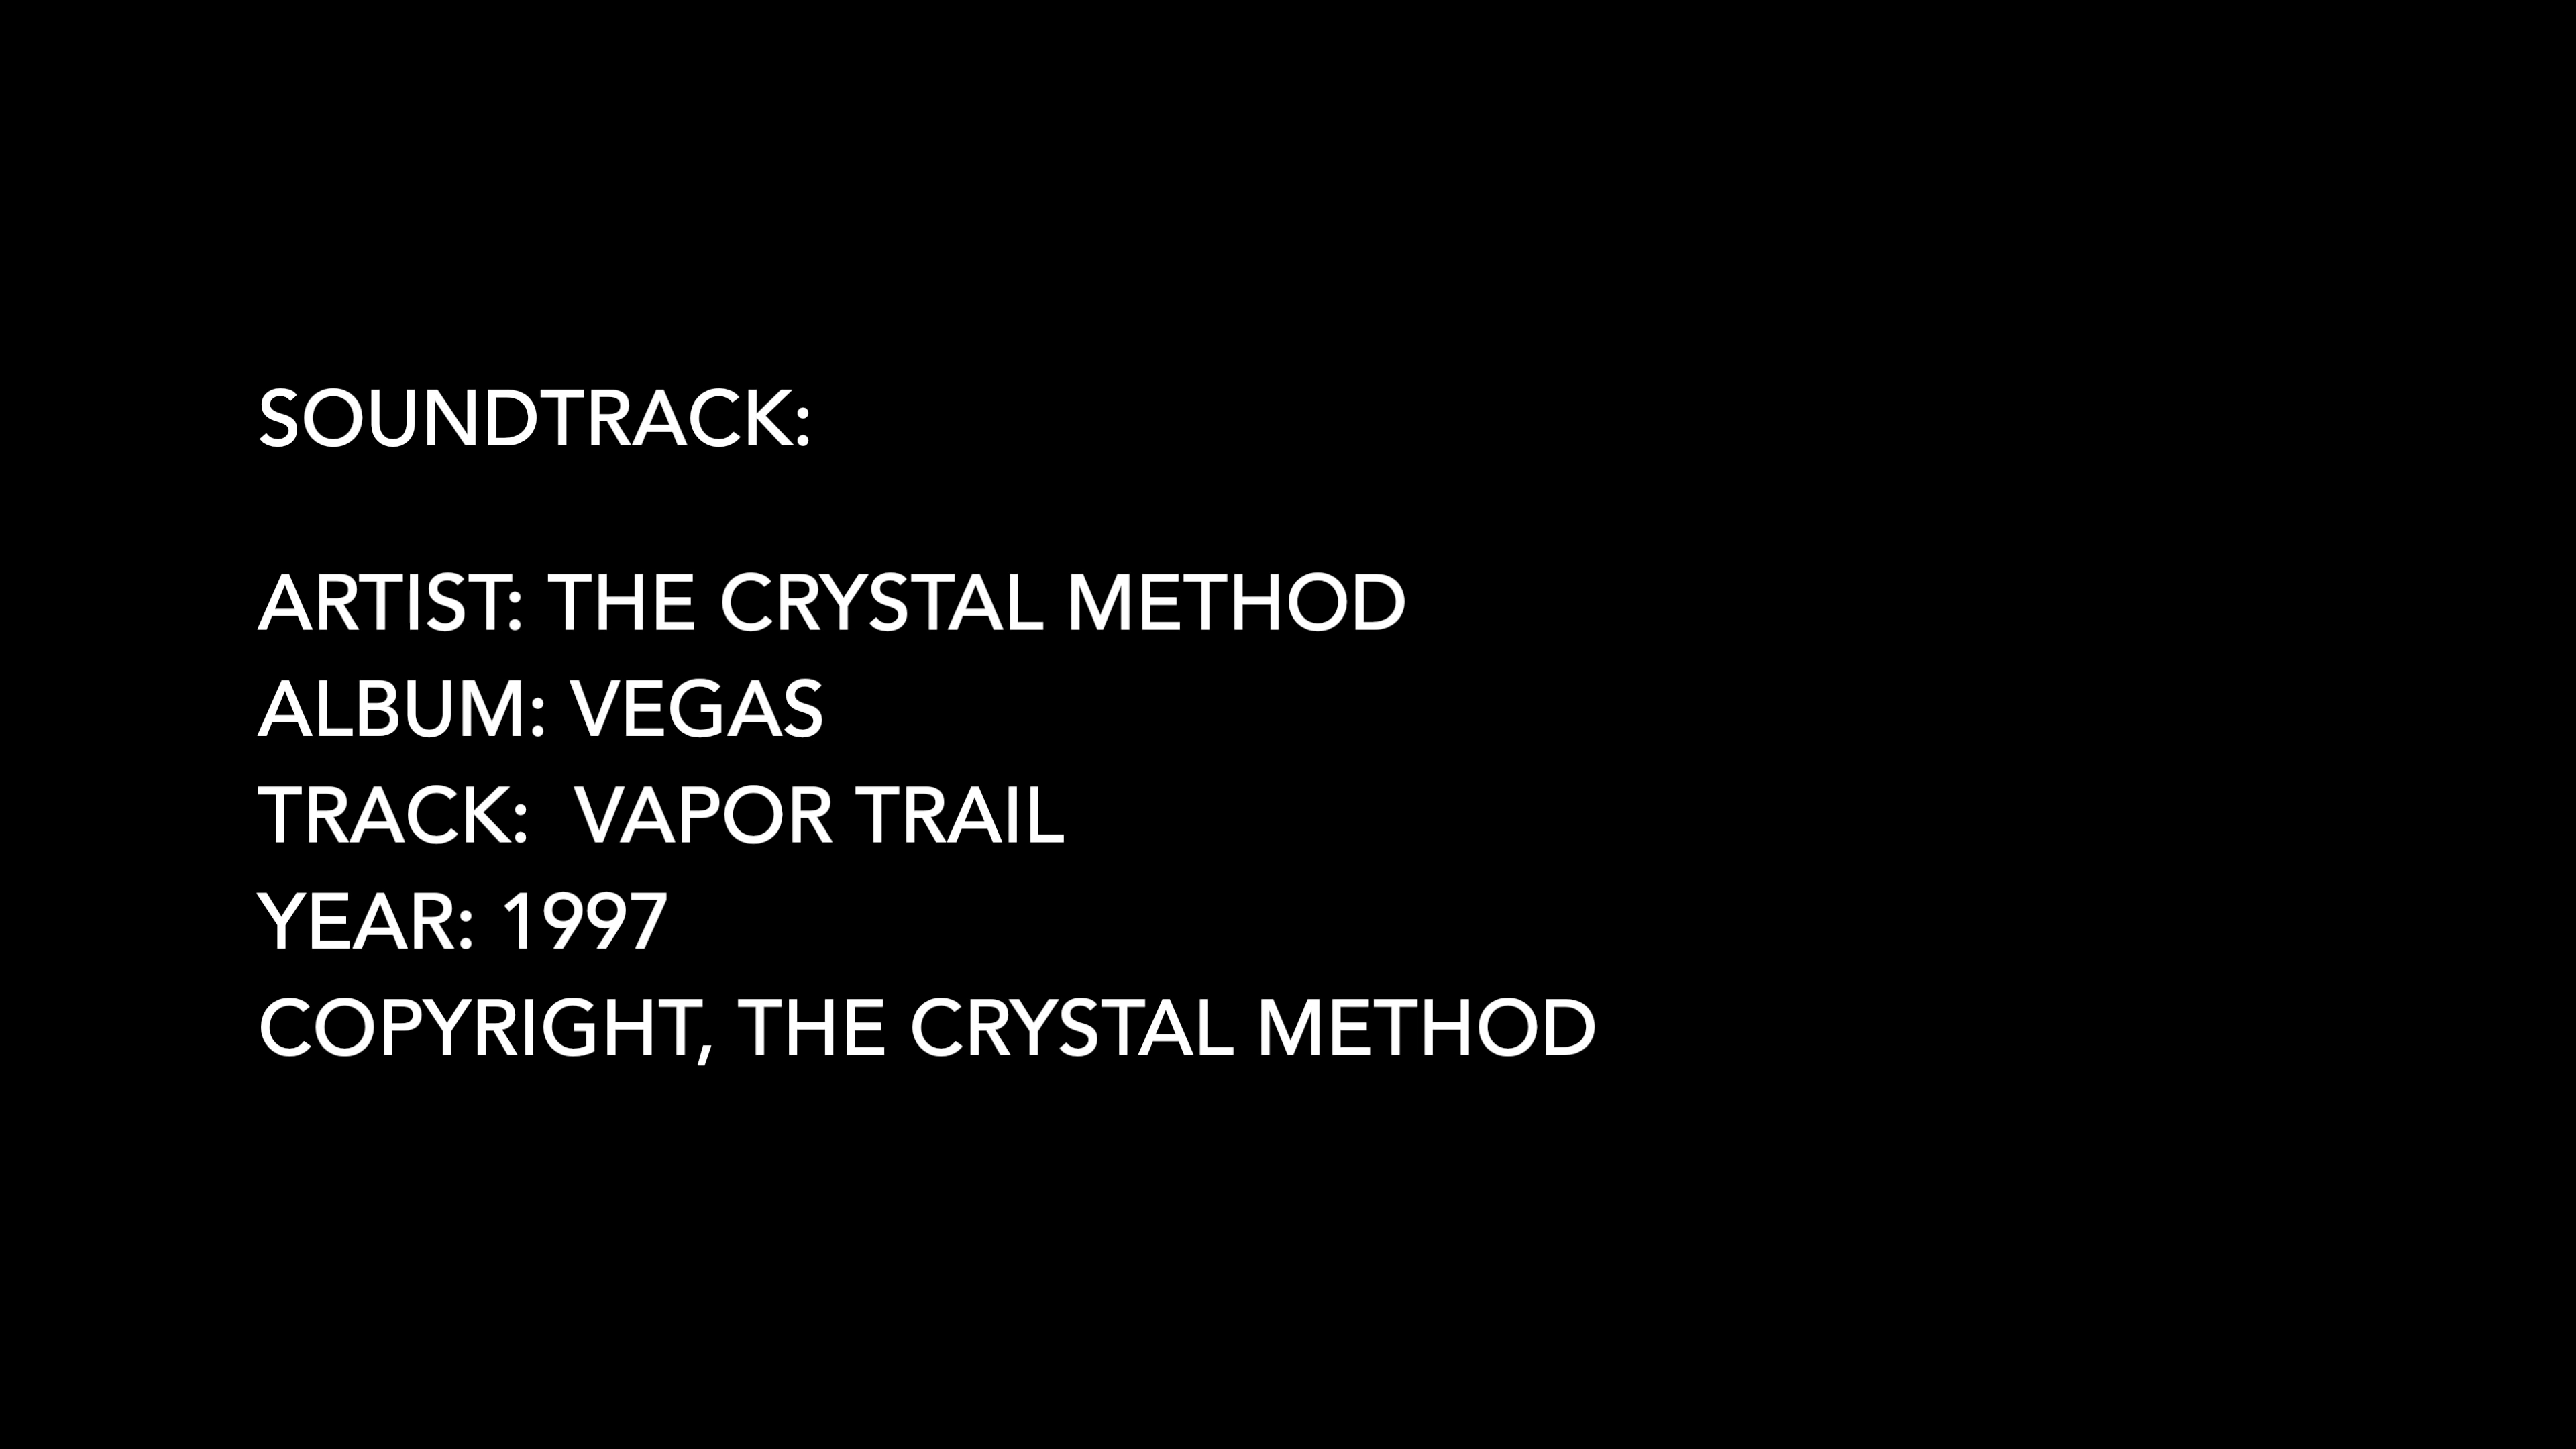 SOUNDTRACK:
ARTIST: THE CRYSTAL METHOD
ALBUM: VEGAS
TRACK:  VAPOR TRAIL
YEAR: 1997
COPYRIGHT, THE CRYSTAL METHOD